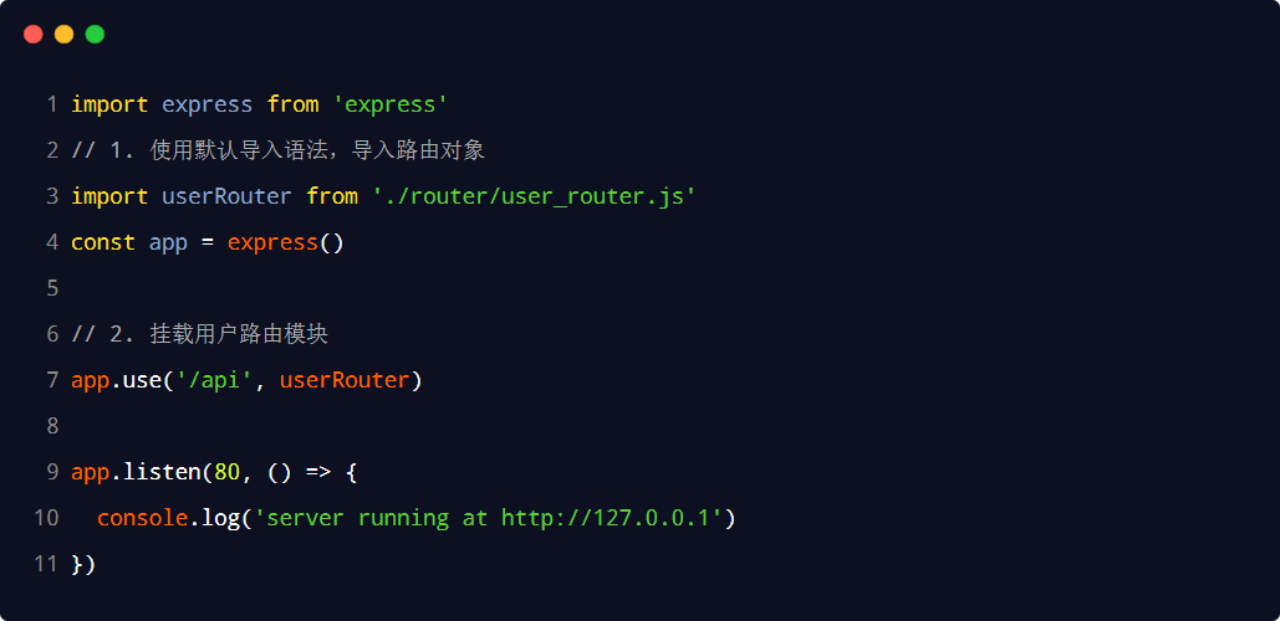 1 import express from 'express'
2 // 1. 使用默认导入语法，导入路由对象
3 import userRouter from './router/user_router.js'
4 const app = express()
5
6 // 2. 挂载用户路由模块
7 app.use('/api', userRouter)
8
9 app.listen(80, () => {
10   console.log('server running at http://127.0.0.1')
11 })